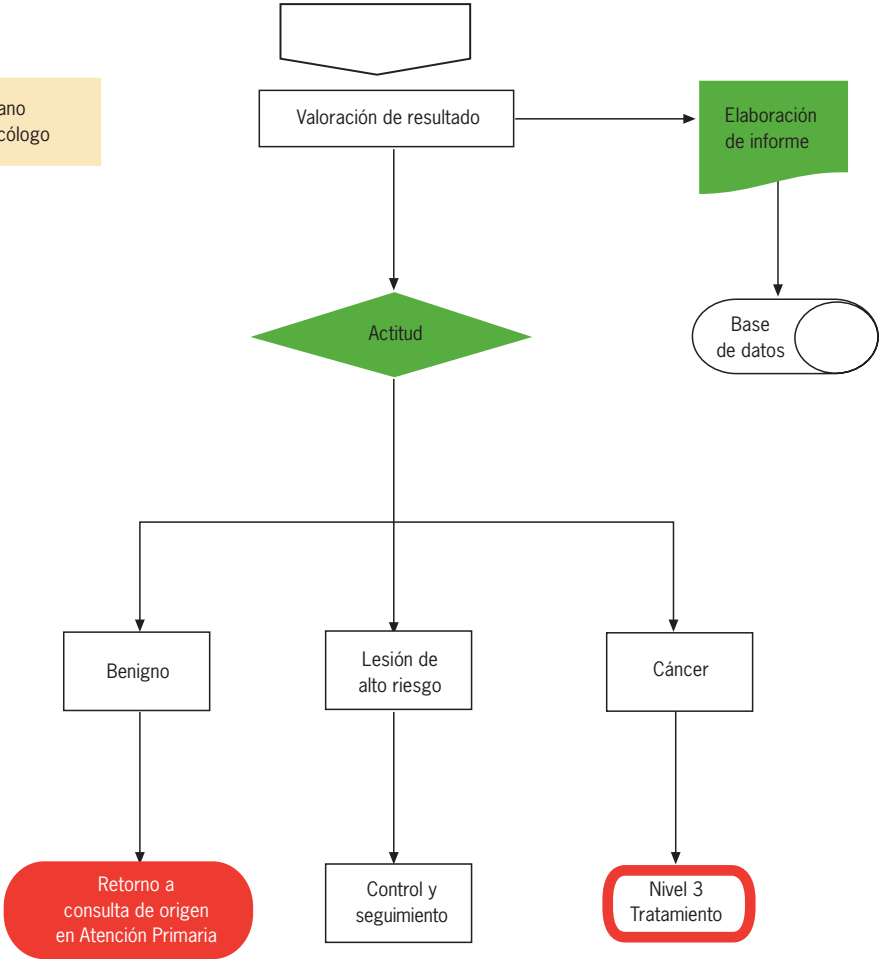 ano
cólogo
Valoración de resultado
Elaboración
de informe
Actitud
Base
de datos
Benigno
Lesión de
alto riesgo
Cáncer
Retorno a
consulta de origen
en Atención Primaria
Control y
seguimiento
Nivel 3
Tratamiento